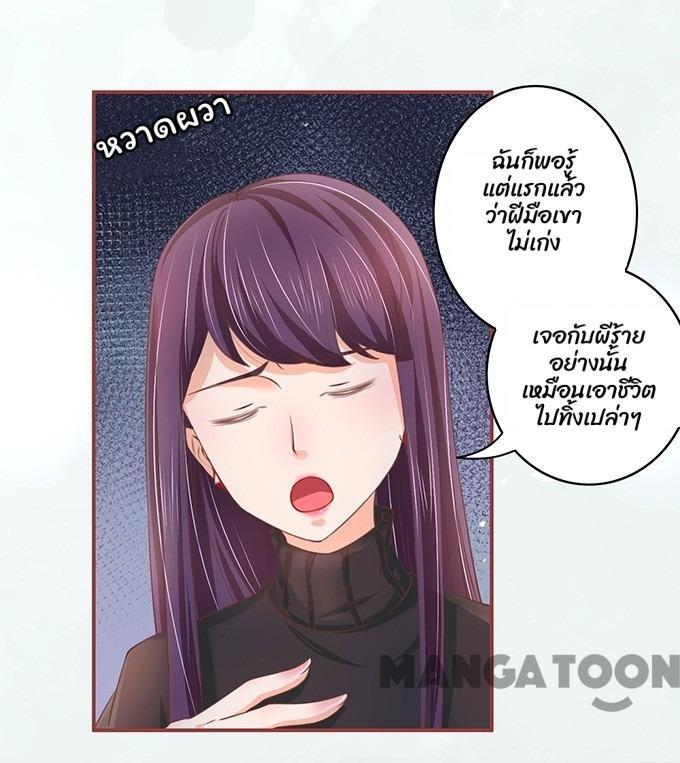 หวาดผวา
ฉันก็พอรู้
แต่แรกแล้ว
ว่าฝีมือเขา
ไม่เก่ง
เจอกับผีร้าย
อย่างนั้น
เหมือนเอาชีวิต
ไปทิ้งเปล่าๆ
MANGATOON